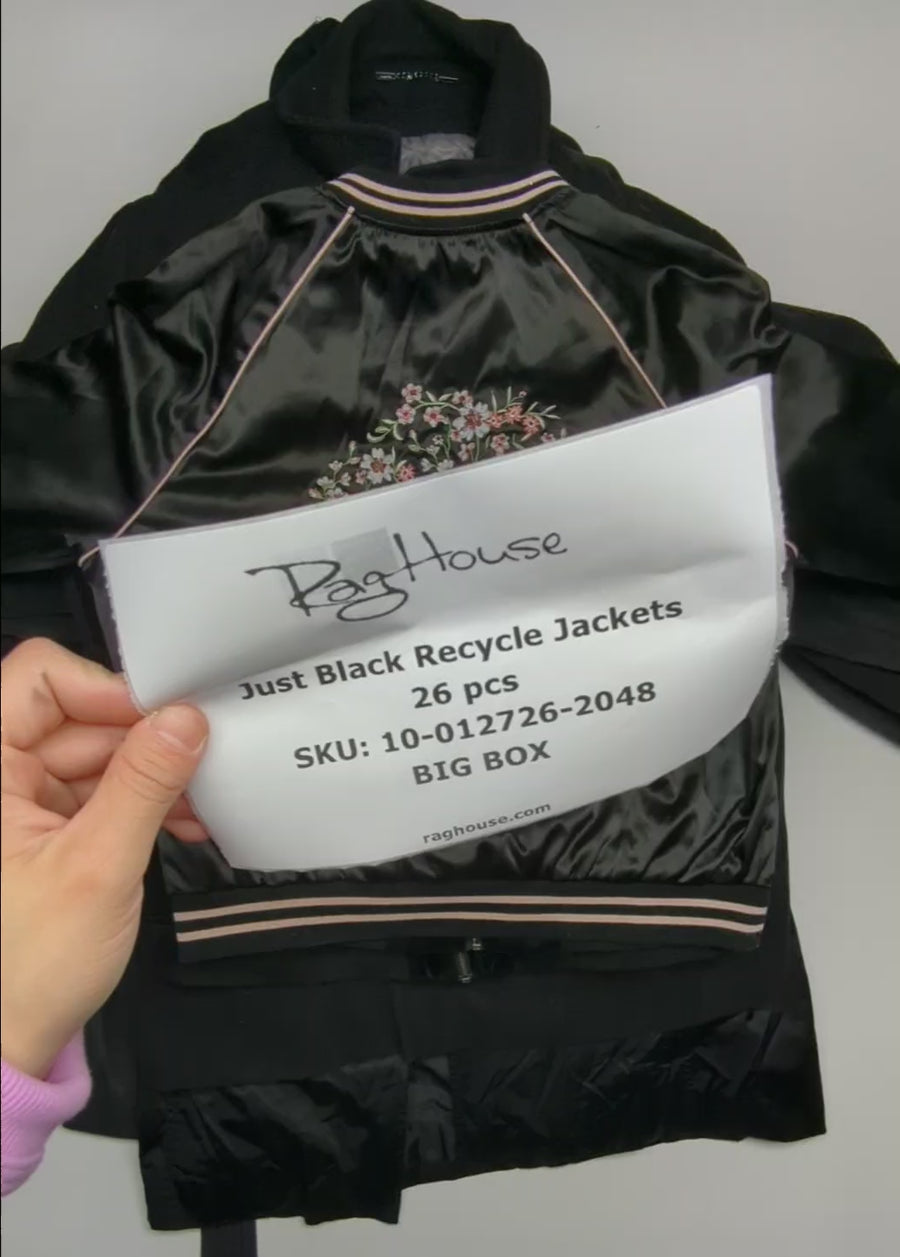 RagHouse
Just Black Recycle Jackets
26 pcs
SKU: 10-012726-2048
BIG BOX
raghouse.com